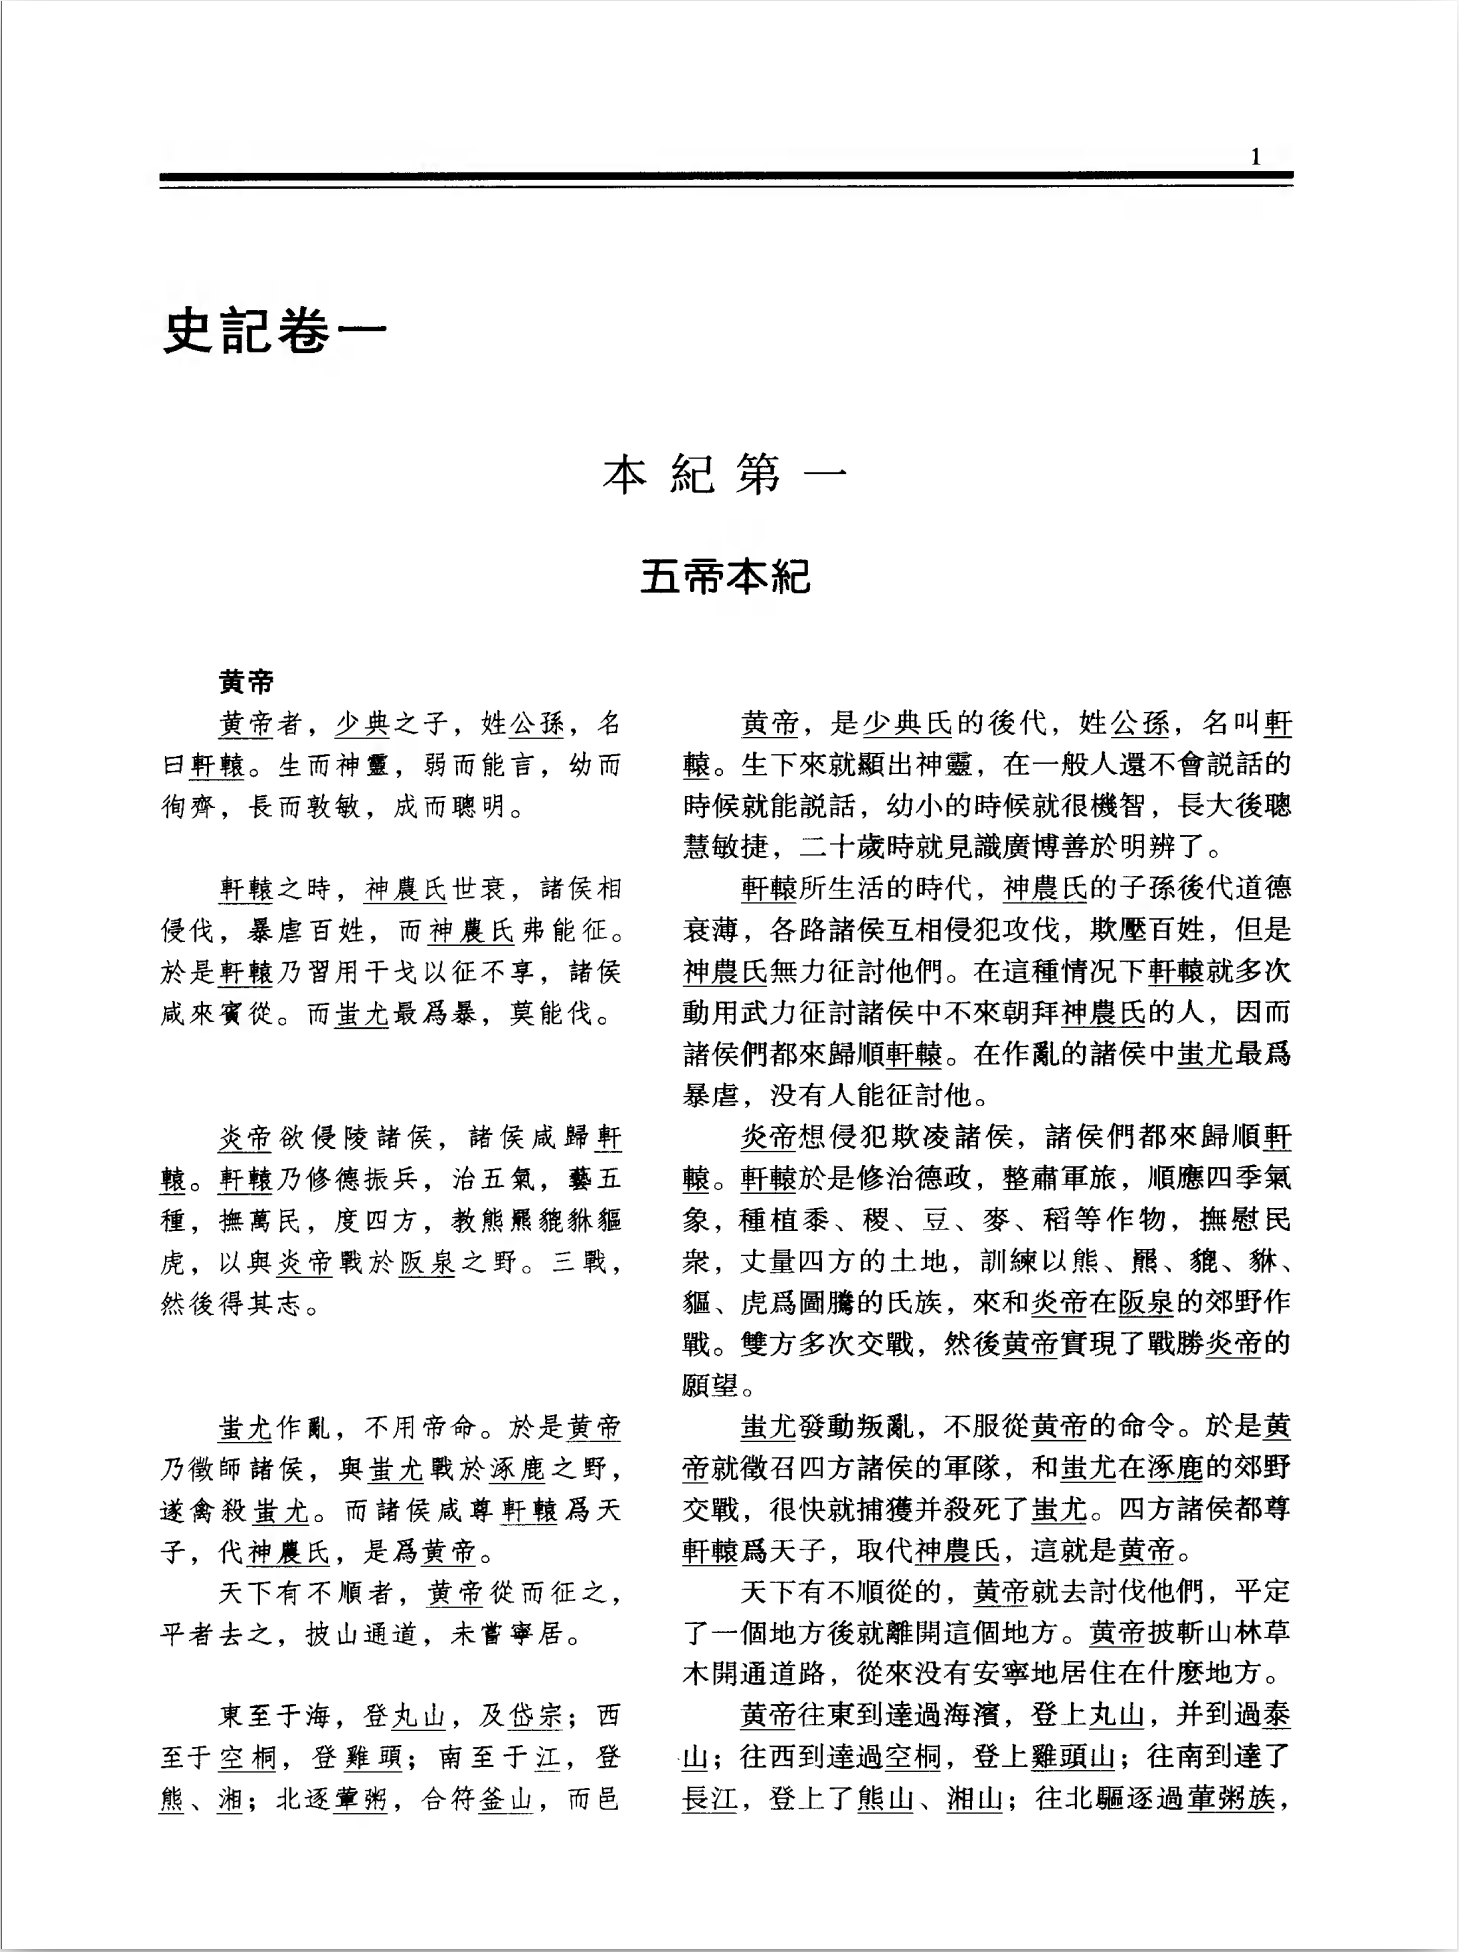 1
史記卷一
本紀第一
五帝本紀
黄帝
黄帝者，少典之子，姓公孫，名
曰軒轅。生而神靈，弱而能言，幼而
徇齊，長而敦敏，成而聰明。
軒轅之時，神農氏世衰，諸侯相
侵伐，暴虐百姓，而神農氏弗能征。
於是軒轅乃習用干戈以征不享，諸侯
咸來賓從。而蚩尤最爲暴，莫能伐。
炎帝欲侵陵諸侯，諸侯咸歸軒
轅。軒轅乃修德振兵，治五氣，藝五
種，撫萬民，度四方，教熊羆貔貅貙
虎，以與炎帝戰於阪泉之野。三戰，
然後得其志。
蚩尤作亂，不用帝命。於是黄帝
乃徵師諸侯，與蚩尤戰於涿鹿之野，
遂禽殺蚩尤。而諸侯咸尊軒轅爲天
子，代神農氏，是爲黄帝。
天下有不順者，黄帝從而征之，
平者去之，披山通道，未嘗寧居。
東至于海，登丸山，及岱宗；西
至于空桐，登雞頭；南至于江，登
熊、湘；北逐葷粥，合符釜山，而邑
黄帝，是少典氏的後代，姓公孫，名叫軒
轅。生下來就顯出神靈，在一般人還不會説話的
時候就能説話，幼小的時候就很機智，長大後聰
慧敏捷，二十歲時就見識廣博善於明辨了。
軒轅所生活的時代，神農氏的子孫後代道德
衰薄，各路諸侯互相侵犯攻伐，欺壓百姓，但是
神農氏無力征討他們。在這種情况下軒轅就多次
動用武力征討諸侯中不來朝拜神農氏的人，因而
諸侯們都來歸順軒轅。在作亂的諸侯中蚩尤最爲
暴虐，没有人能征討他。
炎帝想侵犯欺凌諸侯，諸侯們都來歸順軒
轅。軒轅於是修治德政，整肅軍旅，順應四季氣
象，種植黍、稷、豆、麥、稻等作物，撫慰民
衆，丈量四方的土地，訓練以熊、羆、貔、貅、
貙、虎爲圖騰的氏族，來和炎帝在阪泉的郊野作
戰。雙方多次交戰，然後黄帝實現了戰勝炎帝的
願望。
蚩尤發動叛亂，不服從黄帝的命令。於是黄
帝就徵召四方諸侯的軍隊，和蚩尤在涿鹿的郊野
交戰，很快就捕獲并殺死了蚩尤。四方諸侯都尊
軒轅爲天子，取代神農氏，這就是黄帝。
天下有不順從的，黄帝就去討伐他們，平定
了一個地方後就離開這個地方。黄帝披斬山林草
木開通道路，從來没有安寧地居住在什麽地方。
黄帝往東到達過海濱，登上丸山，并到過泰
山；往西到達過空桐，登上雞頭山；往南到達了
長江，登上了熊山、湘山；往北驅逐過葷粥族，